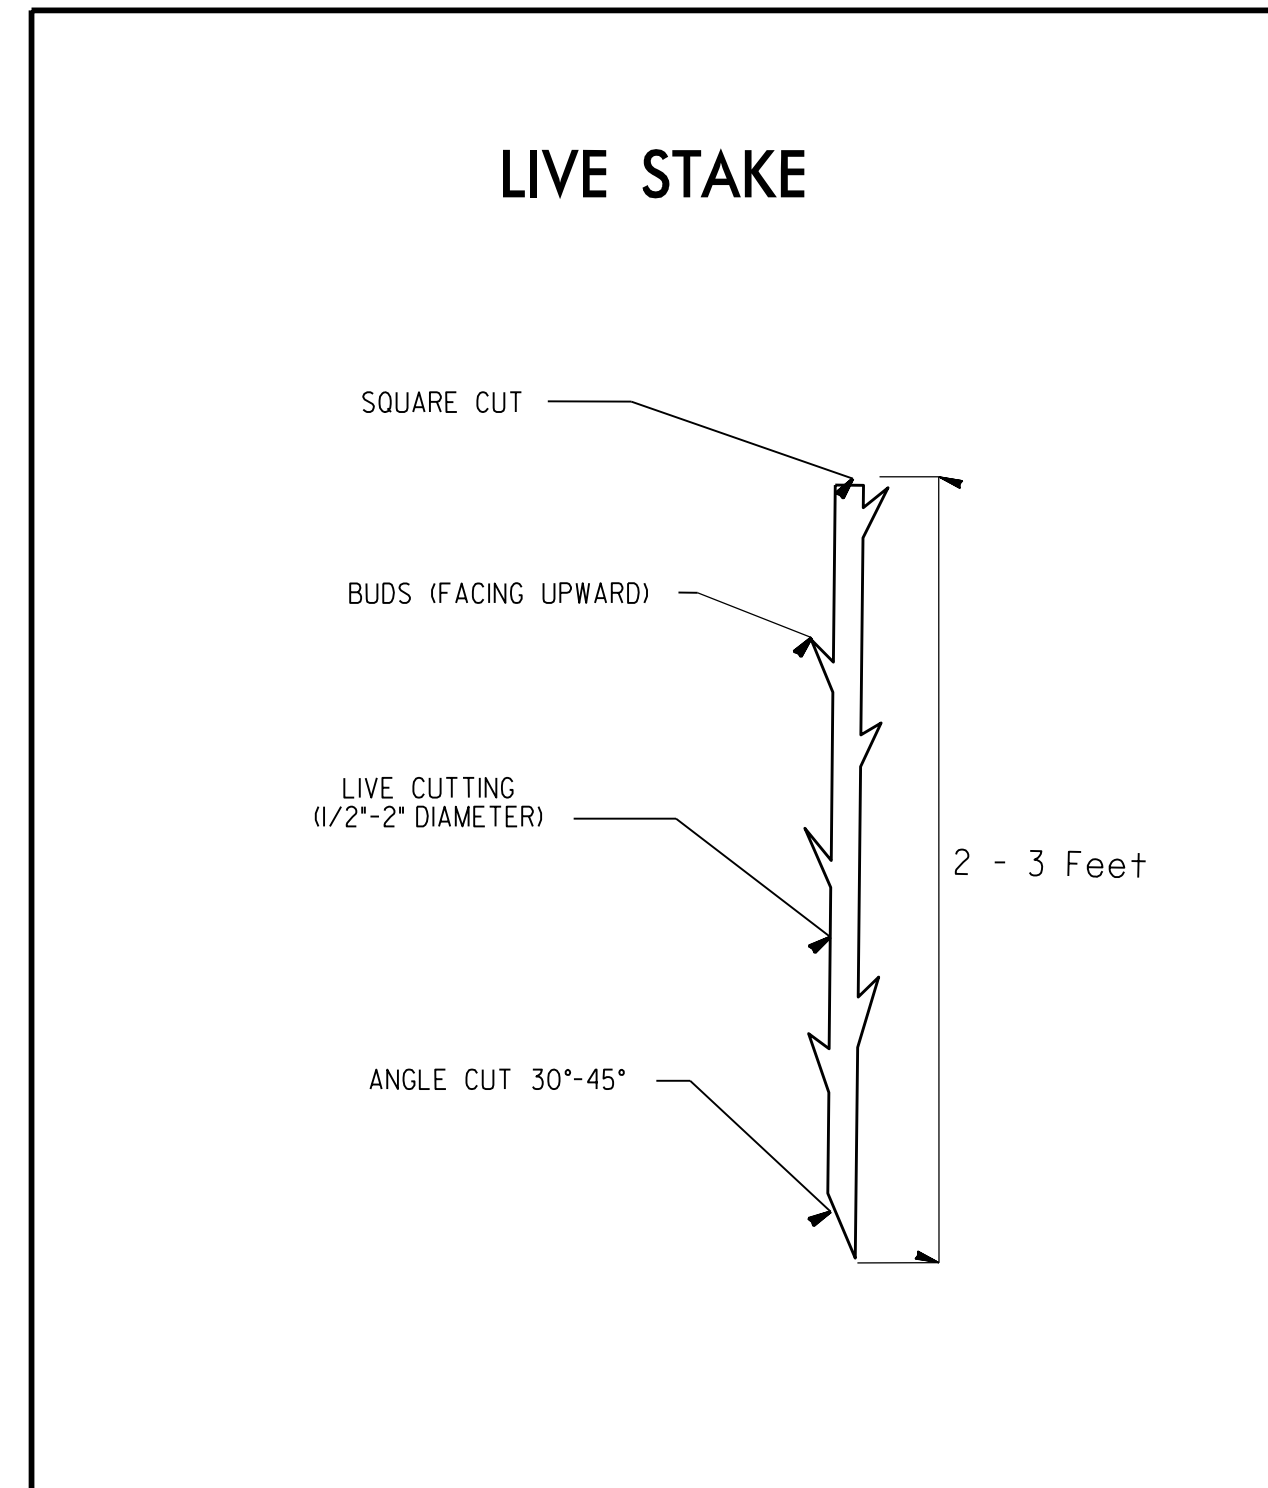 LIVE STAKE
SQUARE CUT
BUDS (FACING UPWARD)
LIVE CUTTING
(1/2"-2" DIAMETER)
2 - 3 Feet
ANGLE CUT 30°-45°